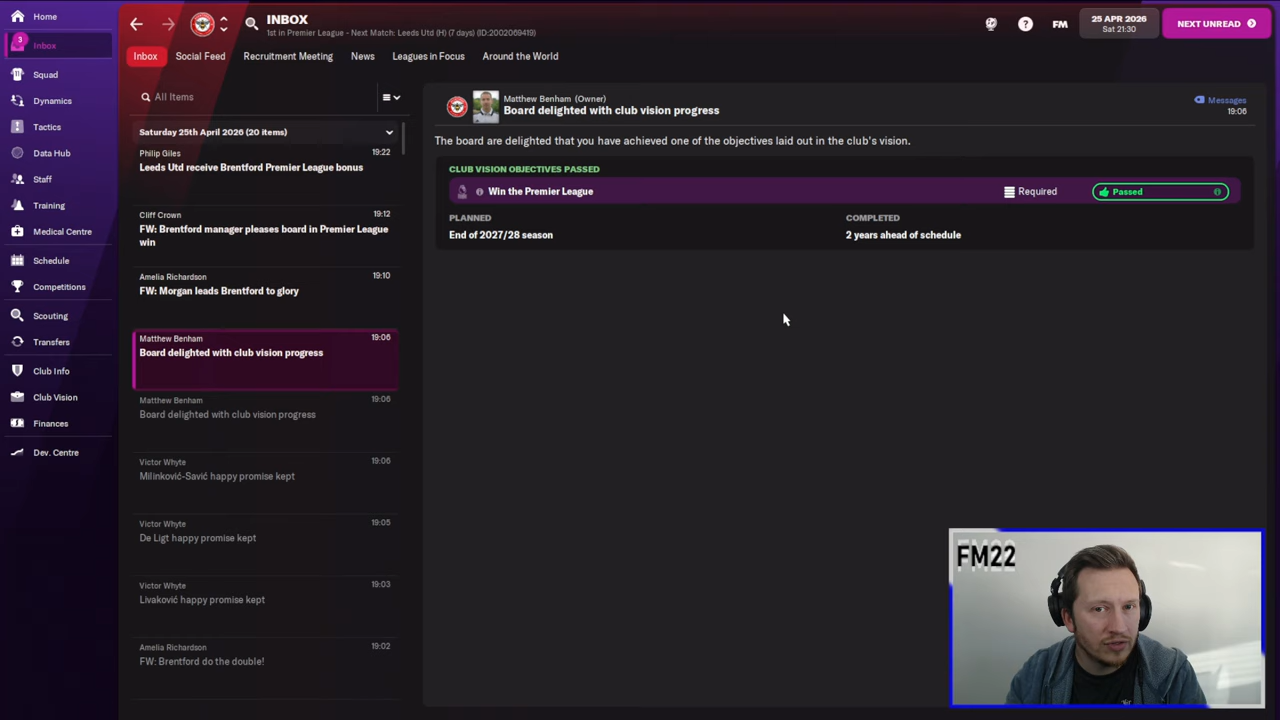 Home
3
Inbox
Squad
Dynamics
Tactics
Data Hub
Staff
Training
Medical Centre
Schedule
Competitions
Scouting
Transfers
Club Info
Club Vision
Finances
Dev. Centre
INBOX
1st in Premier League - Next Match: Leeds Utd (H) (7 days) (ID:2002069419)
?
FM
25 APR 2026
Sat 21:30
NEXT UNREAD
Inbox
Social Feed
Recruitment Meeting
News
Leagues in Focus
Around the World
All Items
Saturday 25th April 2026 (20 items)
Philip Giles
19:22
Leeds Utd receive Brentford Premier League bonus
Cliff Crown
19:12
FW: Brentford manager pleases board in Premier League
win
Amelia Richardson
19:10
FW: Morgan leads Brentford to glory
Matthew Benham
19:06
Board delighted with club vision progress
Matthew Benham
19:06
Board delighted with club vision progress
Victor Whyte
19:06
Milinković-Savić happy promise kept
Victor Whyte
19:05
De Ligt happy promise kept
Victor Whyte
19:03
Livaković happy promise kept
Amelia Richardson
19:02
FW: Brentford do the double!
Matthew Benham (Owner)
Board delighted with club vision progress
Messages
19:06
The board are delighted that you have achieved one of the objectives laid out in the club's vision.
CLUB VISION OBJECTIVES PASSED
Win the Premier League
Required
Passed
PLANNED
End of 2027/28 season
COMPLETED
2 years ahead of schedule
FM22